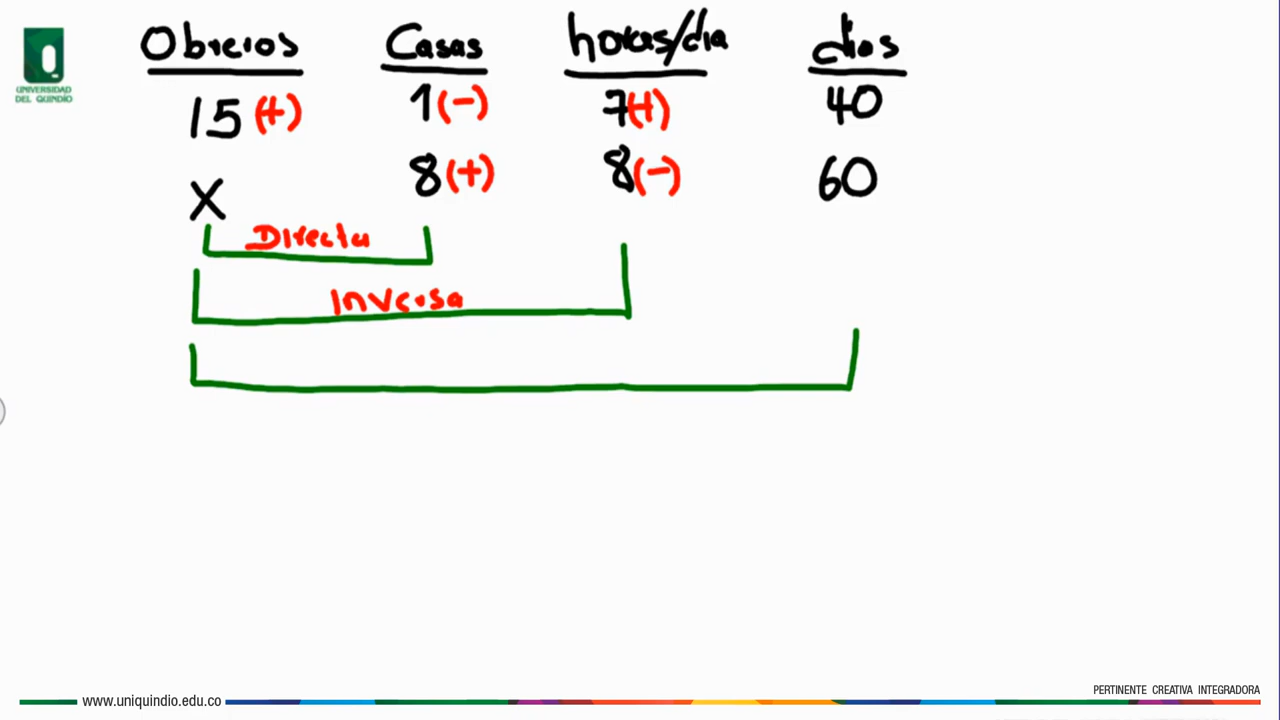 UNIVERSIDAD
DEL QUINDÍO
Obreros Casas horas/dia dias
15 (+) 1 (-) 7 (+) 40
X 8 (+) 8 (-) 60
Directa
Inversa
www.uniquindio.edu.co
PERTINENTE CREATIVA INTEGRADORA